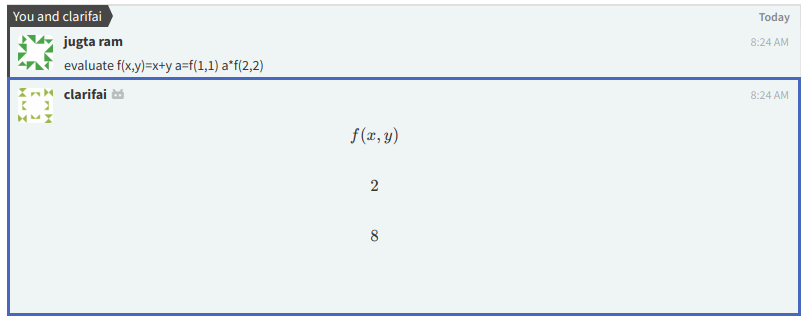 You and clarifai
Today
jugta ram
8:24 AM
evaluate f(x,y)=x+y a=f(1,1) a*f(2,2)
clarifai
8:24 AM
f(x, y)
2
8